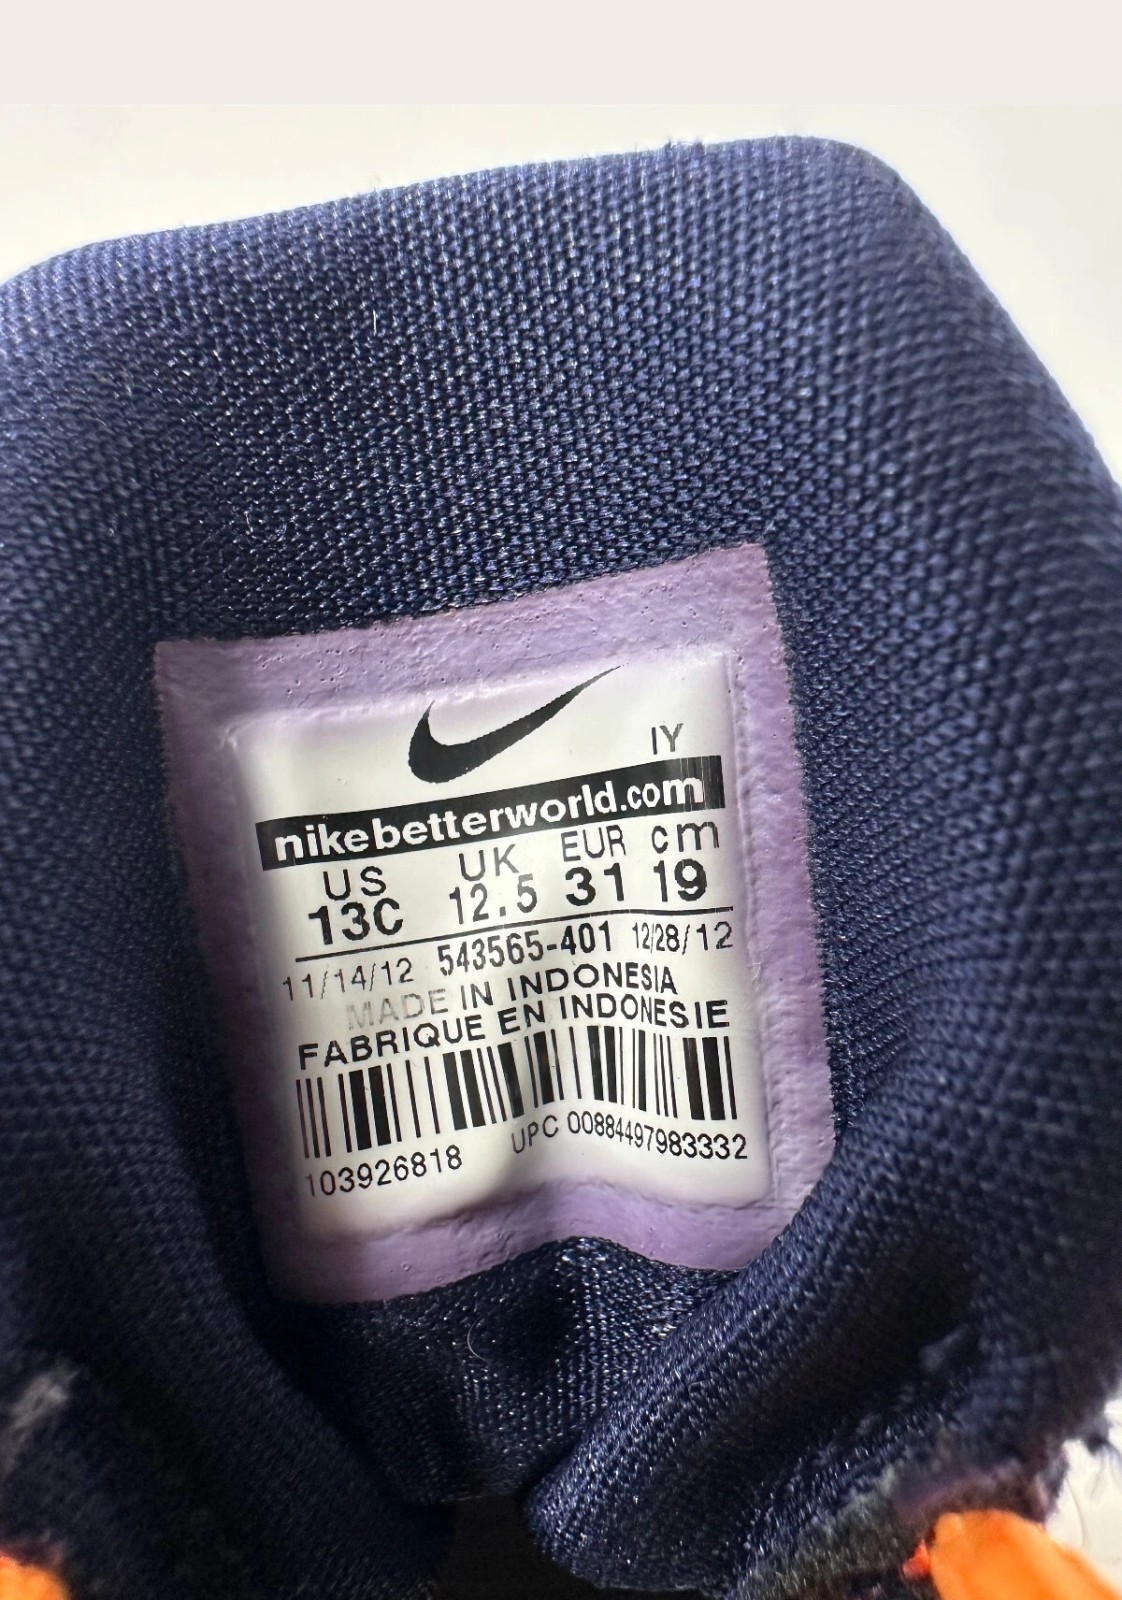 IY
nikebetterworld.com
US UK EUR cm
13C 12.5 31 19
11/14/12 543565-401 12/28/12
MADE IN INDONESIA
FABRIQUE EN INDONESIE
103926818 UPC 00884497983332